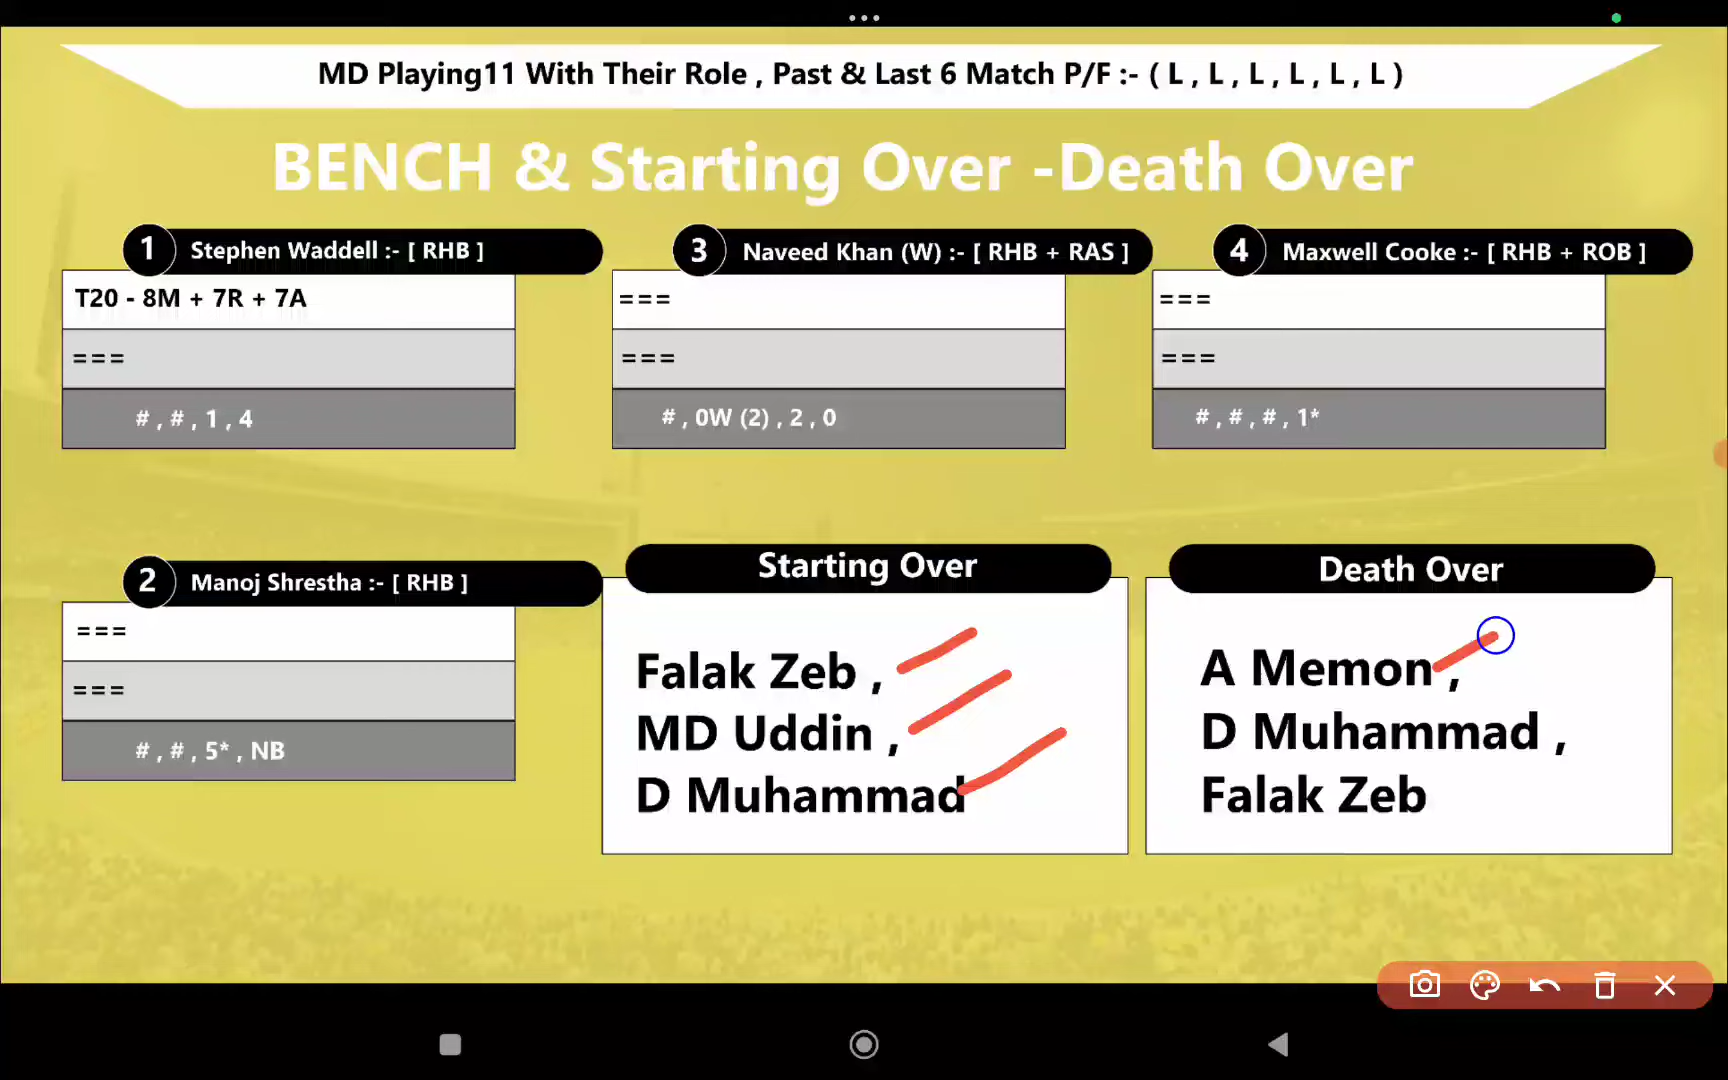 MD Playing11 With Their Role , Past & Last 6 Match P/F :- ( L , L , L , L , L , L )
BENCH & Starting Over -Death Over
1 Stephen Waddell :- [ RHB ]
T20 - 8M + 7R + 7A
===
# , # , 1 , 4
3 Naveed Khan (W) :- [ RHB + RAS ]
===
===
# , 0W (2) , 2 , 0
4 Maxwell Cooke :- [ RHB + ROB ]
===
===
# , # , # , 1*
2 Manoj Shrestha :- [ RHB ]
===
===
# , # , 5* , NB
Starting Over
Falak Zeb ,
MD Uddin ,
D Muhammad
Death Over
A Memon ,
D Muhammad ,
Falak Zeb